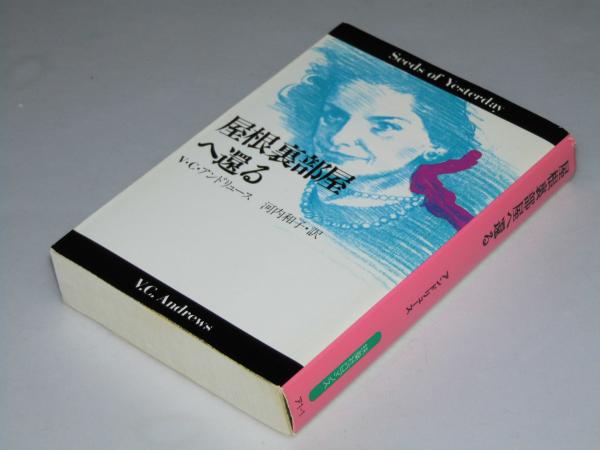 Seeds of Yesterday
屋根裏部屋
へ還る
V・C・アンドリュース
河内和子・訳
V.C. Andrews
屋根裏部屋へ還る
アンドリュース
ア1-1